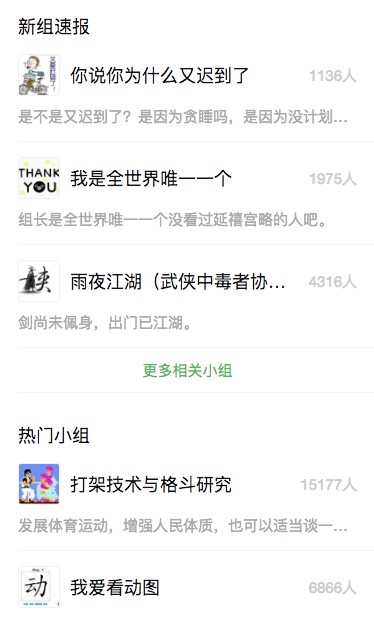 新组速报
你说你为什么又迟到了 1136人
是不是又迟到了？是因为贪睡吗，是因为没计划...
THANK
YOU
我是全世界唯一一个 1975人
组长是全世界唯一一个没看过延禧宫略的人吧。
雨夜江湖（武侠中毒者协... 4316人
剑尚未佩身，出门已江湖。
更多相关小组
热门小组
打架技术与格斗研究 15177人
发展体育运动，增强人民体质，也可以适当谈一...
动
我爱看动图 6866人